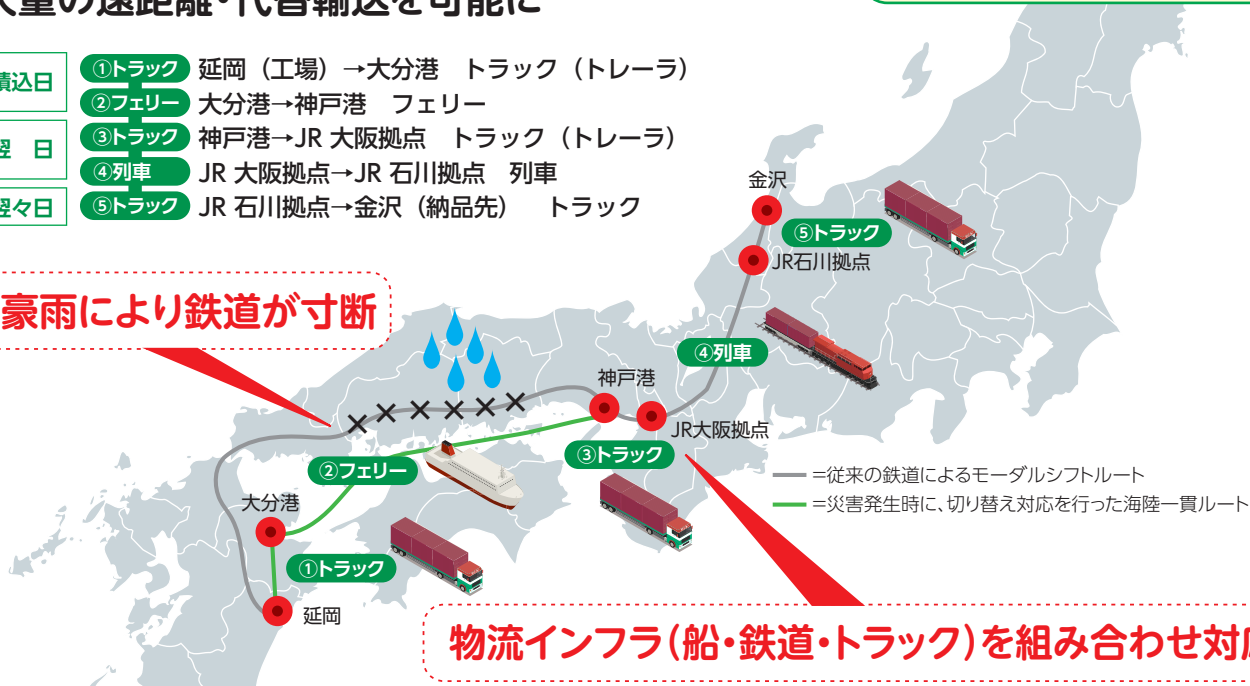 大量の遠距離・代替輸送を可能に
積込日
①トラック 延岡（工場）→大分港　トラック（トレーラ）
②フェリー 大分港→神戸港　フェリー
翌　日
③トラック 神戸港→JR 大阪拠点　トラック（トレーラ）
④列車 JR 大阪拠点→JR 石川拠点　列車
翌々日
⑤トラック JR 石川拠点→金沢（納品先）　トラック
金沢
⑤トラック
JR石川拠点
豪雨により鉄道が寸断
④列車
神戸港
JR大阪拠点
③トラック
②フェリー
=従来の鉄道によるモーダルシフトルート
大分港
=災害発生時に、切り替え対応を行った海陸一貫ルート
①トラック
延岡
物流インフラ(船・鉄道・トラック)を組み合わせ対応